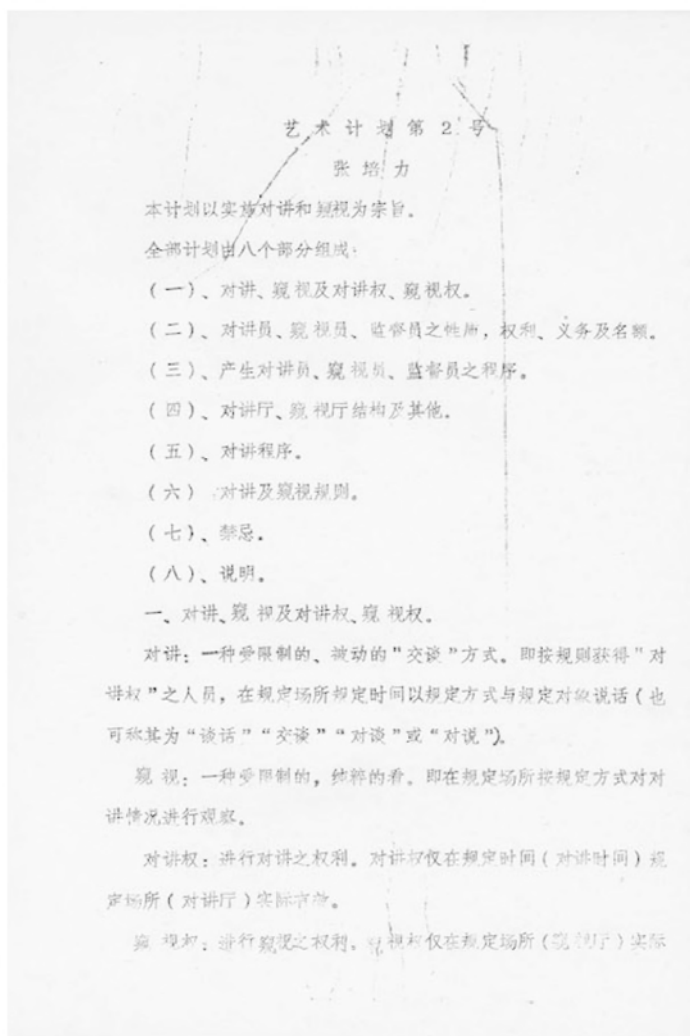 艺术计划第2号
张培力
本计划以实施对讲和窥视为宗旨。
全部计划由八个部分组成：
（一）、对讲、窥视及对讲权、窥视权。
（二）、对讲员、窥视员、监督员之性质，权利、义务及名额。
（三）、产生对讲员、窥视员、监督员之程序。
（四）、对讲厅、窥视厅结构及其他。
（五）、对讲程序。
（六） 对讲及窥视规则。
（七）、禁忌。
（八）、说明。
一、对讲、窥视及对讲权、窥视权。
对讲：一种受限制的、被动的“交谈”方式。即按规则获得“对
讲权”之人员，在规定场所规定时间以规定方式与规定对象说话（也
可称其为“谈话”“交谈”“对谈”或“对说”）。
窥视：一种受限制的，纯粹的看。即在规定场所按规定方式对对
讲情况进行观察。
对讲权：进行对讲之权利。对讲权仅在规定时间（对讲时间）规
定场所（对讲厅）实际有效。
窥视权：进行窥视之权利。窥视权仅在规定场所（窥视厅）实际